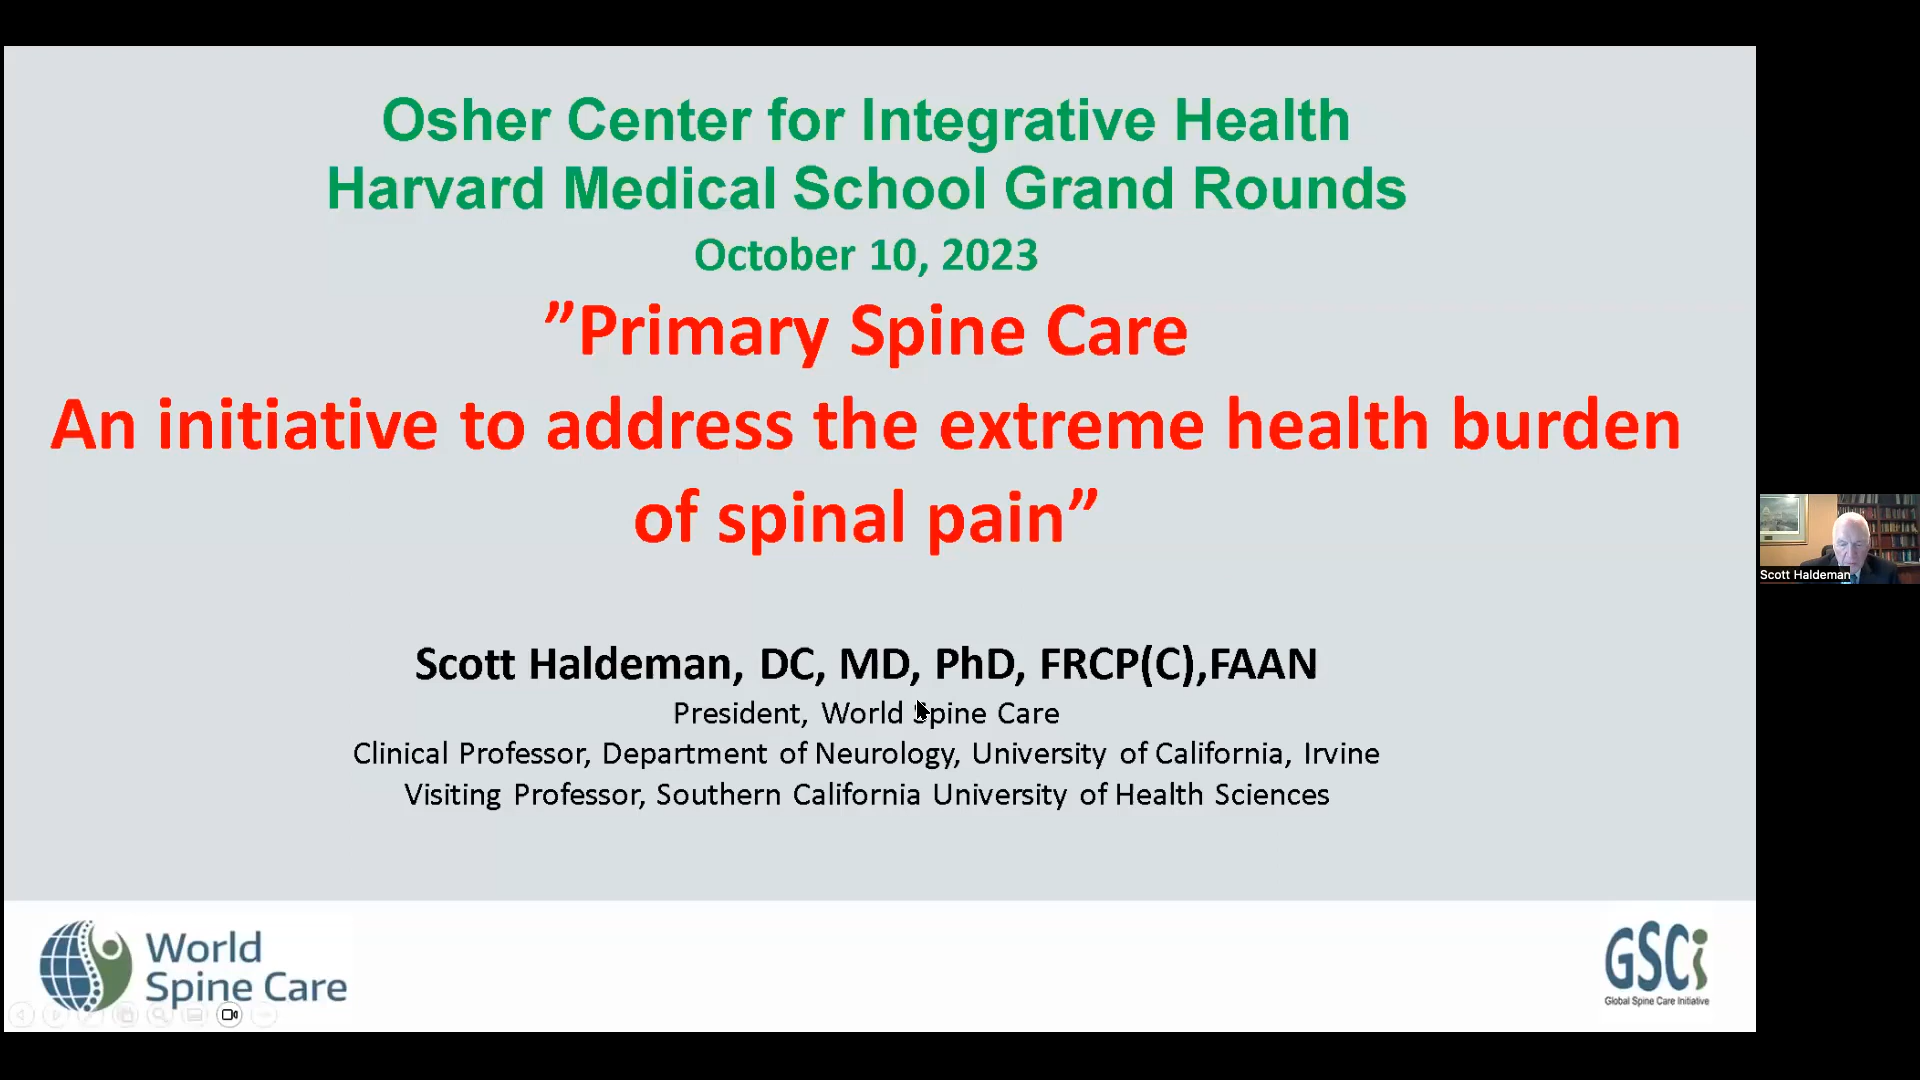 Osher Center for Integrative Health
Harvard Medical School Grand Rounds
October 10, 2023
”Primary Spine Care
An initiative to address the extreme health burden
of spinal pain”
Scott Haldeman, DC, MD, PhD, FRCP(C),FAAN
President, World Spine Care
Clinical Professor, Department of Neurology, University of California, Irvine
Visiting Professor, Southern California University of Health Sciences
Scott Haldeman
World
Spine Care
GSCi
Global Spine Care Initiative